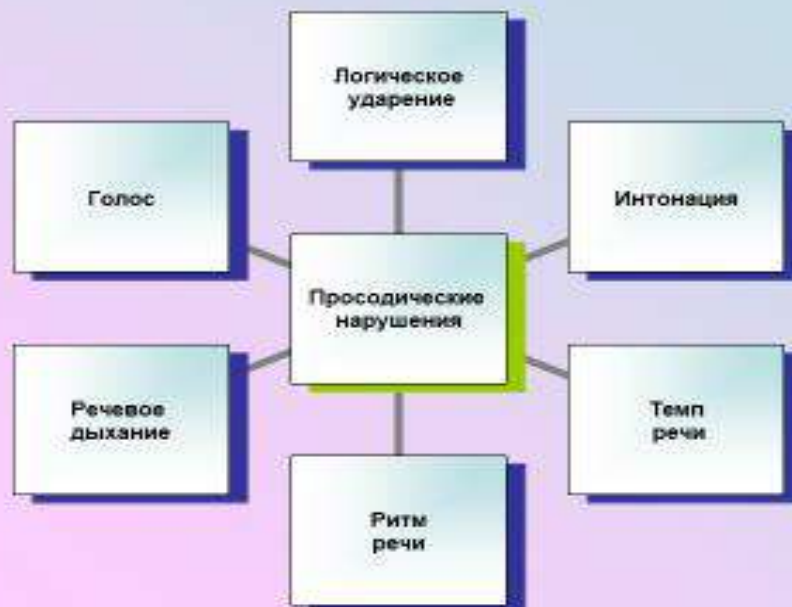 Логическое
ударение
Голос
Интонация
Просодические
нарушения
Речевое
дыхание
Темп
речи
Ритм
речи